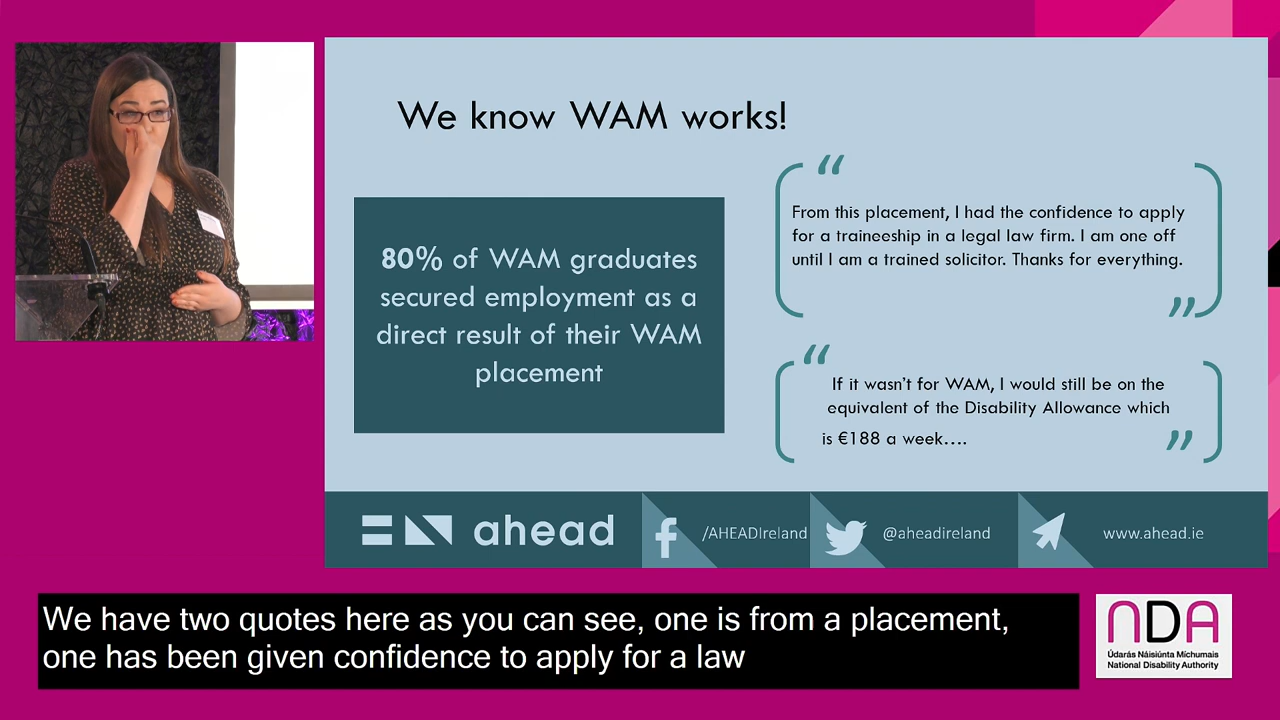 We know WAM works!
80% of WAM graduates
secured employment as a
direct result of their WAM
placement
“
From this placement, I had the confidence to apply
for a traineeship in a legal law firm. I am one off
until I am a trained solicitor. Thanks for everything.
”
“
If it wasn’t for WAM, I would still be on the
equivalent of the Disability Allowance which
is €188 a week….
”
ahead
/AHEADIreland
@aheadireland
www.ahead.ie
We have two quotes here as you can see, one is from a placement,
one has been given confidence to apply for a law
NDA
Údarás Náisiúnta Míchumais
National Disability Authority